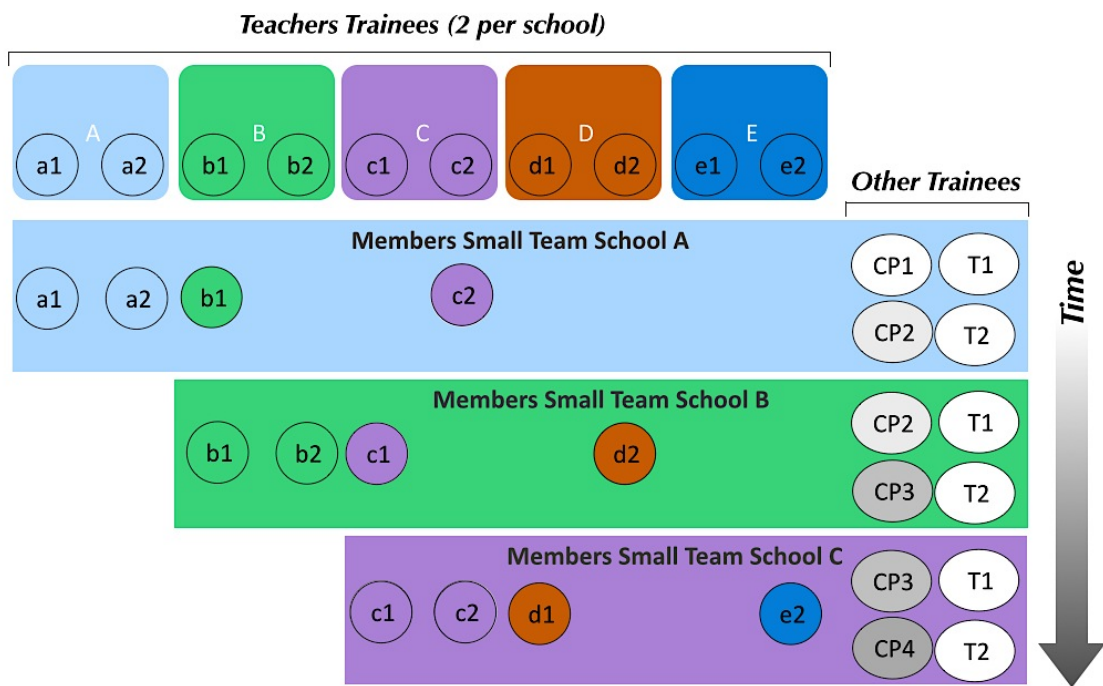 Teachers Trainees (2 per school)
A B C D E
a1 a2 b1 b2 c1 c2 d1 d2 e1 e2
Other Trainees
Members Small Team School A
a1 a2 b1 c2
CP1 T1
CP2 T2
Time
Members Small Team School B
b1 b2 c1 d2
CP2 T1
CP3 T2
Members Small Team School C
c1 c2 d1 e2
CP3 T1
CP4 T2